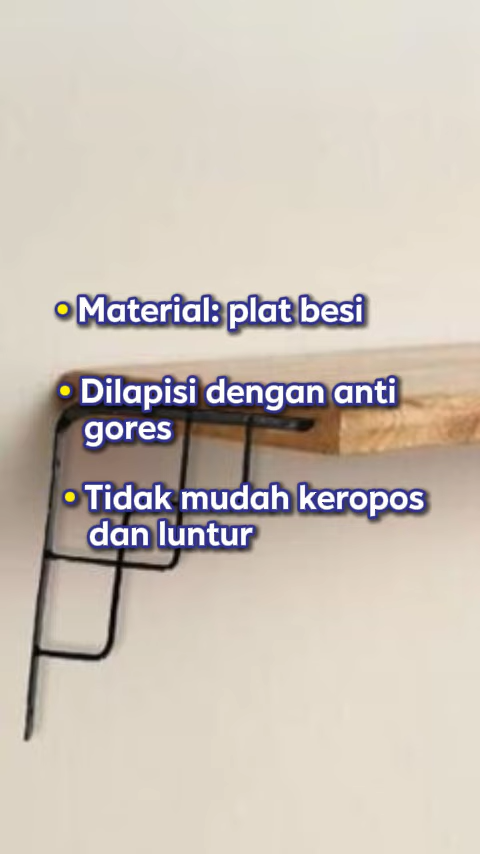 • Material: plat besi
• Dilapisi dengan anti
gores
• Tidak mudah keropos
dan luntur